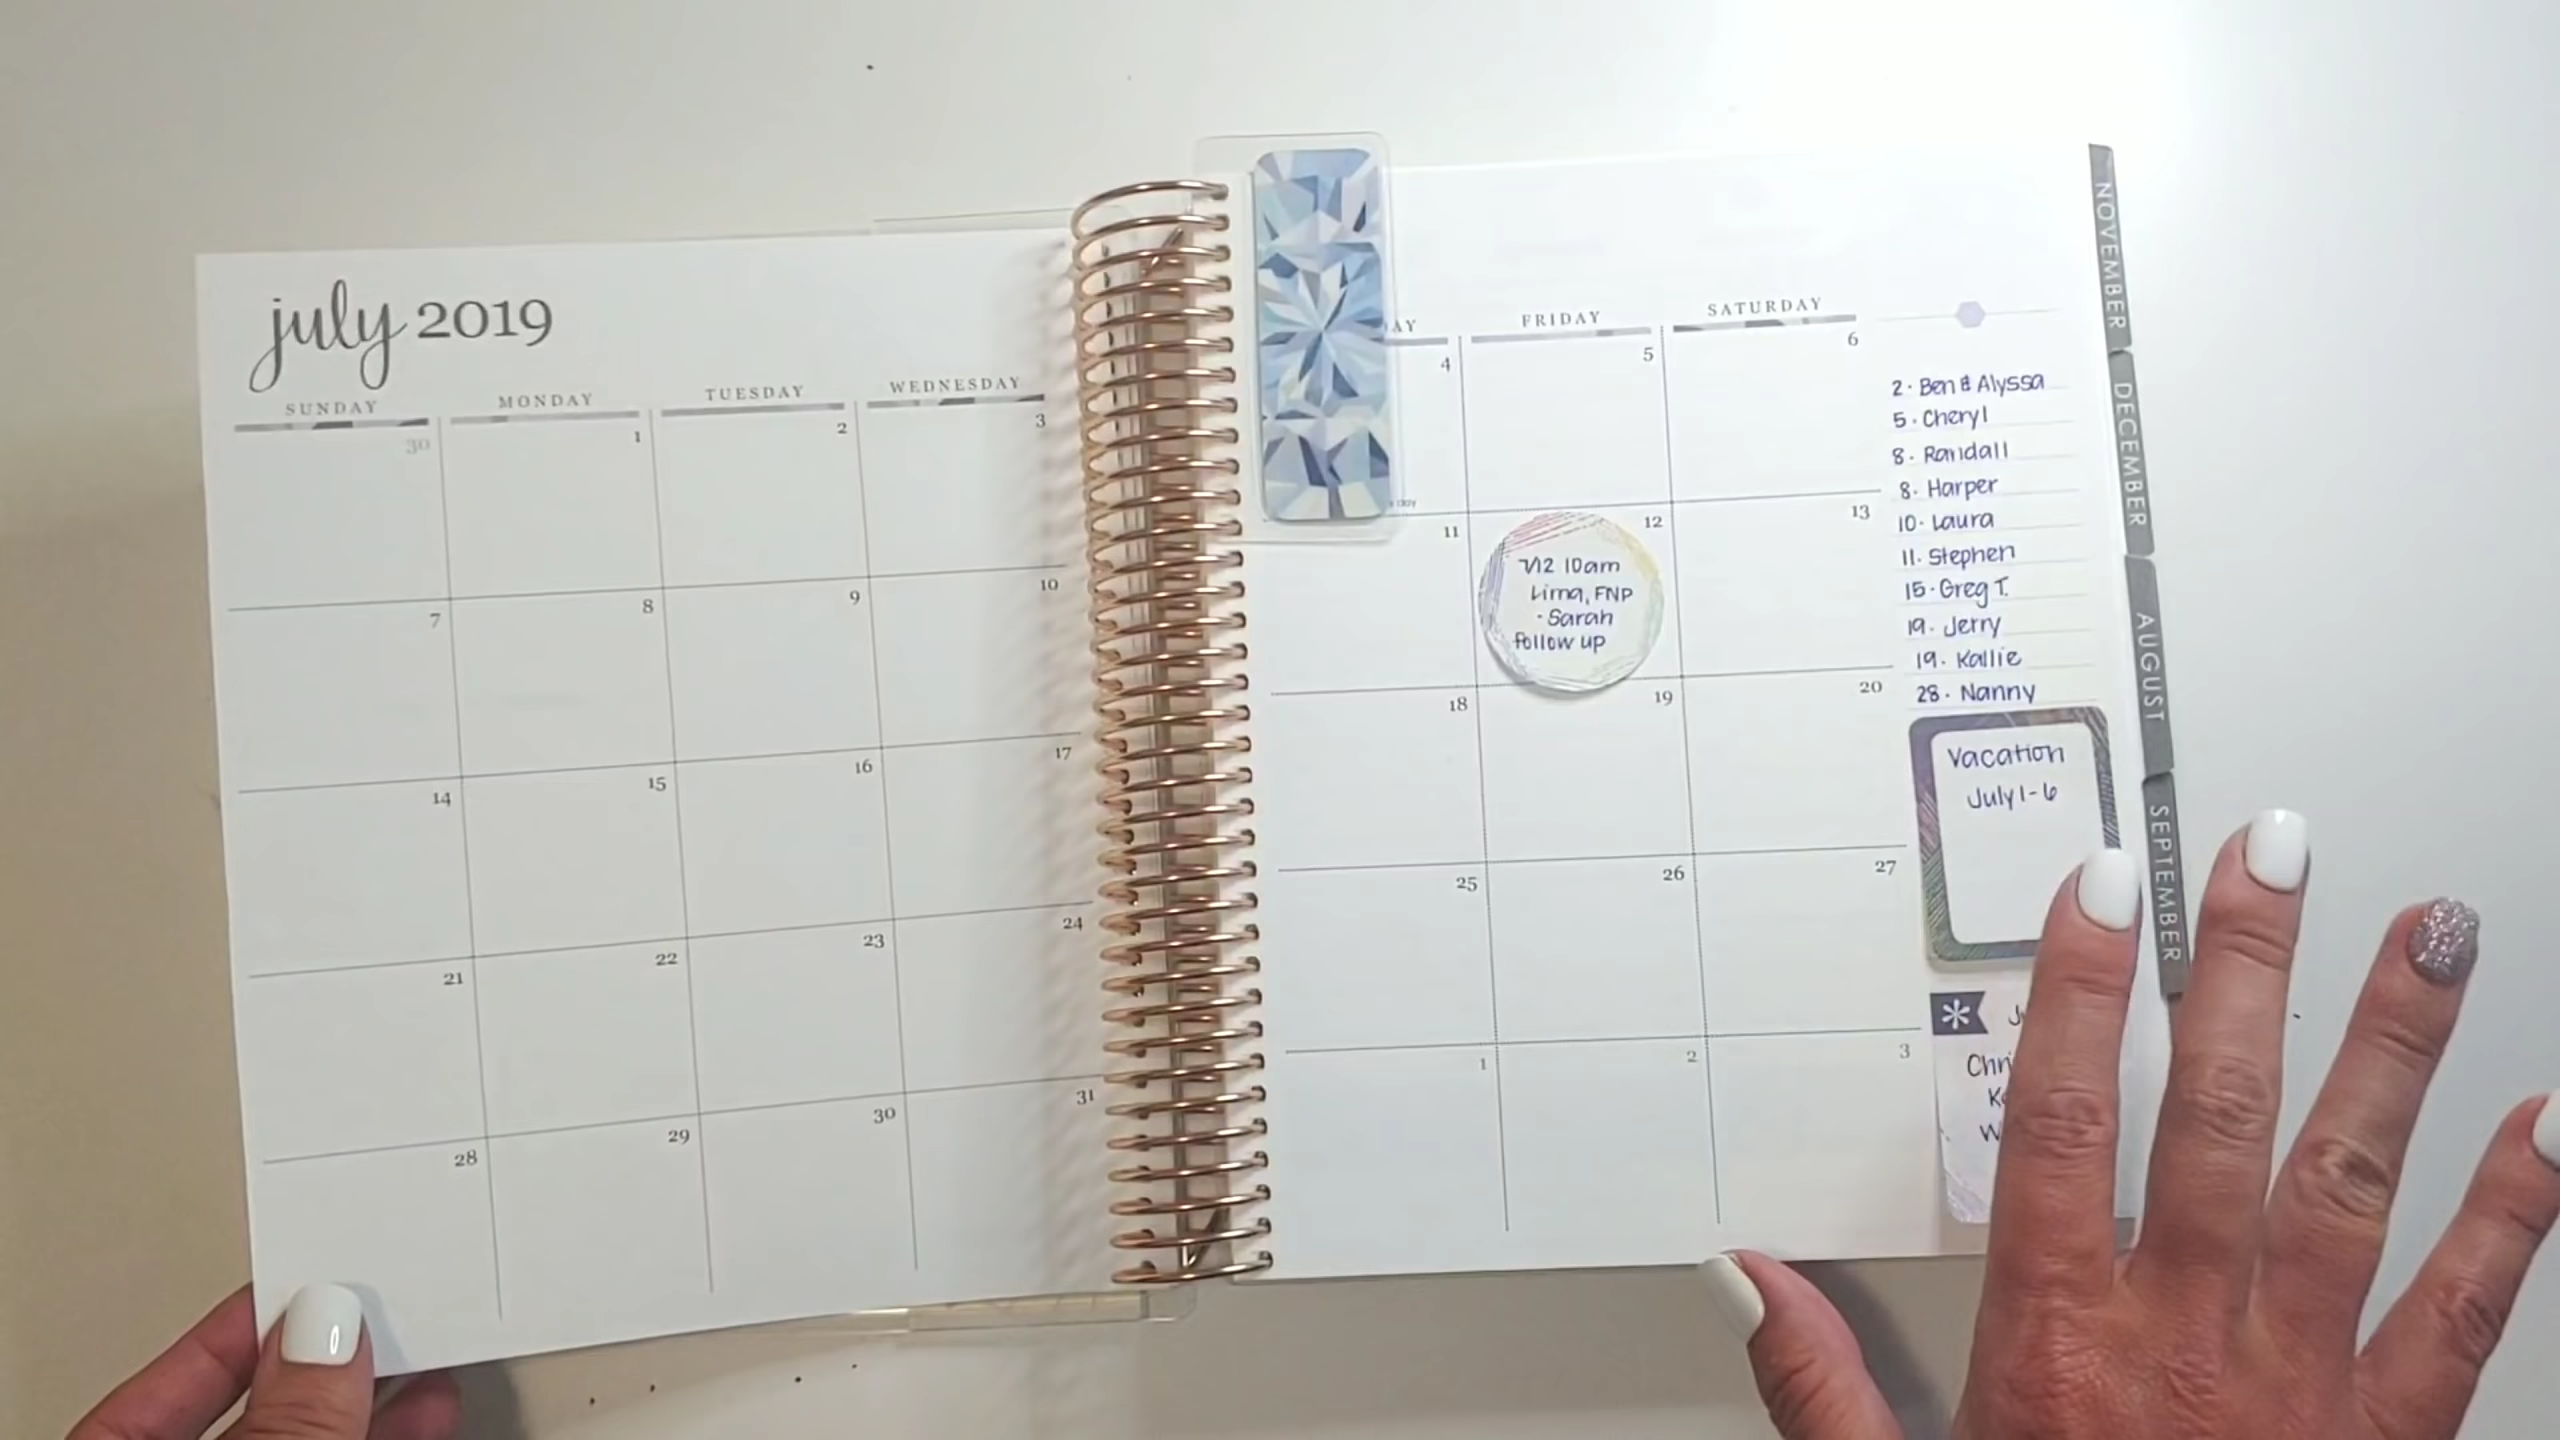 july 2019
SUNDAY MONDAY TUESDAY WEDNESDAY
30 1 2 3
7 8 9 10
14 15 16 17
21 22 23 24
28 29 30 31
FRIDAY SATURDAY
4 5 6
11 12 13
7/12 10am
Lima, FNP
- Sarah
follow up
18 19 20
25 26 27
1 2 3
2 · Ben & Alyssa
5 · Cheryl
8 · Randall
8 · Harper
10 · Laura
11 · Stephen
15 · Greg T.
19 · Jerry
19 · Kallie
28 · Nanny
Vacation
July 1-6
*
NOVEMBER
DECEMBER
AUGUST
SEPTEMBER